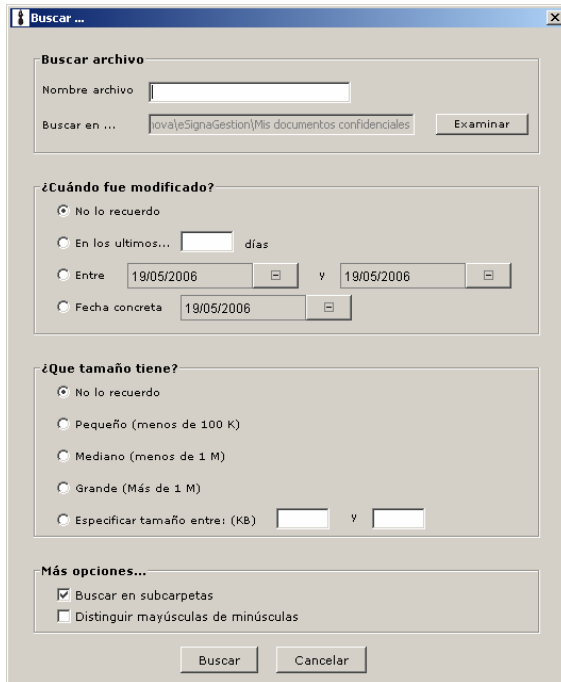 Buscar ...
Buscar archivo
Nombre archivo
Buscar en ... nova\eSignaGestion\Mis documentos confidenciales Examinar
¿Cuándo fue modificado?
No lo recuerdo
En los ultimos... días
Entre 19/05/2006 y 19/05/2006
Fecha concreta 19/05/2006
¿Que tamaño tiene?
No lo recuerdo
Pequeño (menos de 100 K)
Mediano (menos de 1 M)
Grande (Más de 1 M)
Especificar tamaño entre: (KB) y
Más opciones...
Buscar en subcarpetas
Distinguir mayúsculas de minúsculas
Buscar Cancelar